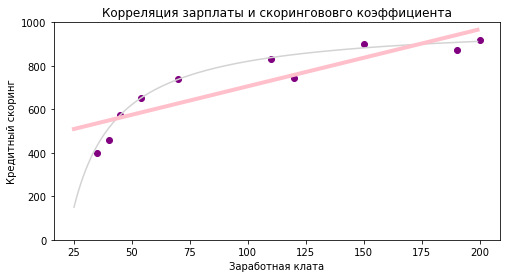 Корреляция зарплаты и скорингововго коэффициента
Кредитный скоринг
1000
800
600
400
200
0
25 50 75 100 125 150 175 200
Заработная клата